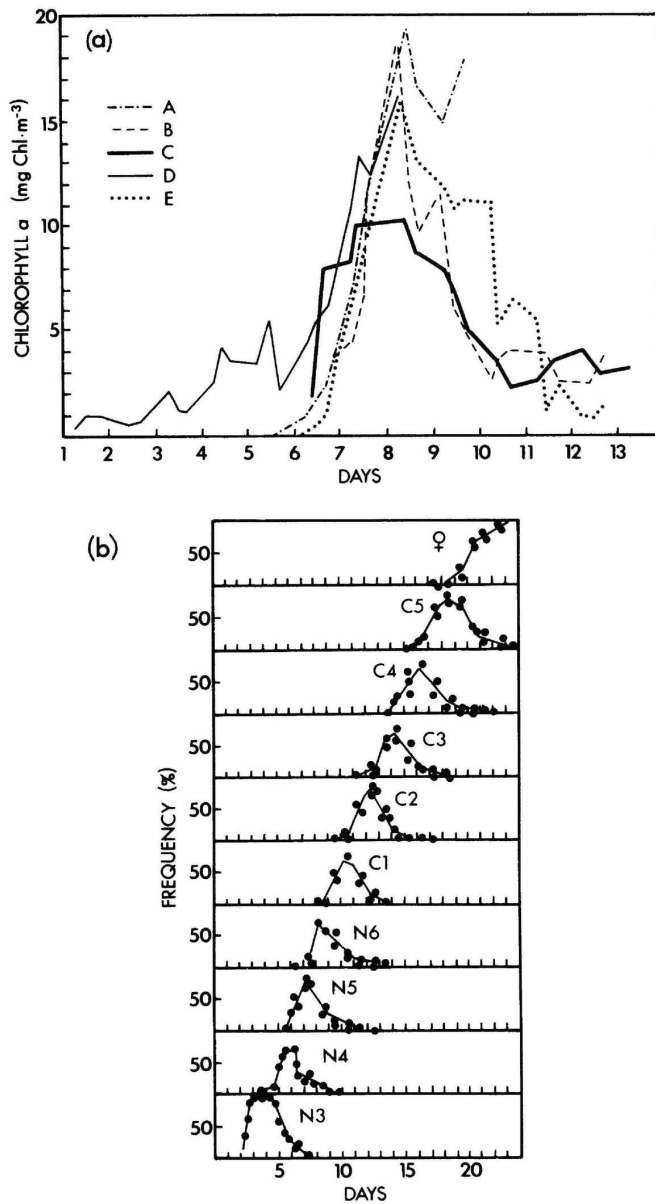 (a)
20
15
10
5
CHLOROPHYLL a (mg Chl·m⁻³)
A
B
C
D
E
1 2 3 4 5 6 7 8 9 10 11 12 13
DAYS
(b)
FREQUENCY (%)
50 ♀
50 C5
50 C4
50 C3
50 C2
50 C1
50 N6
50 N5
50 N4
50 N3
5 10 15 20
DAYS